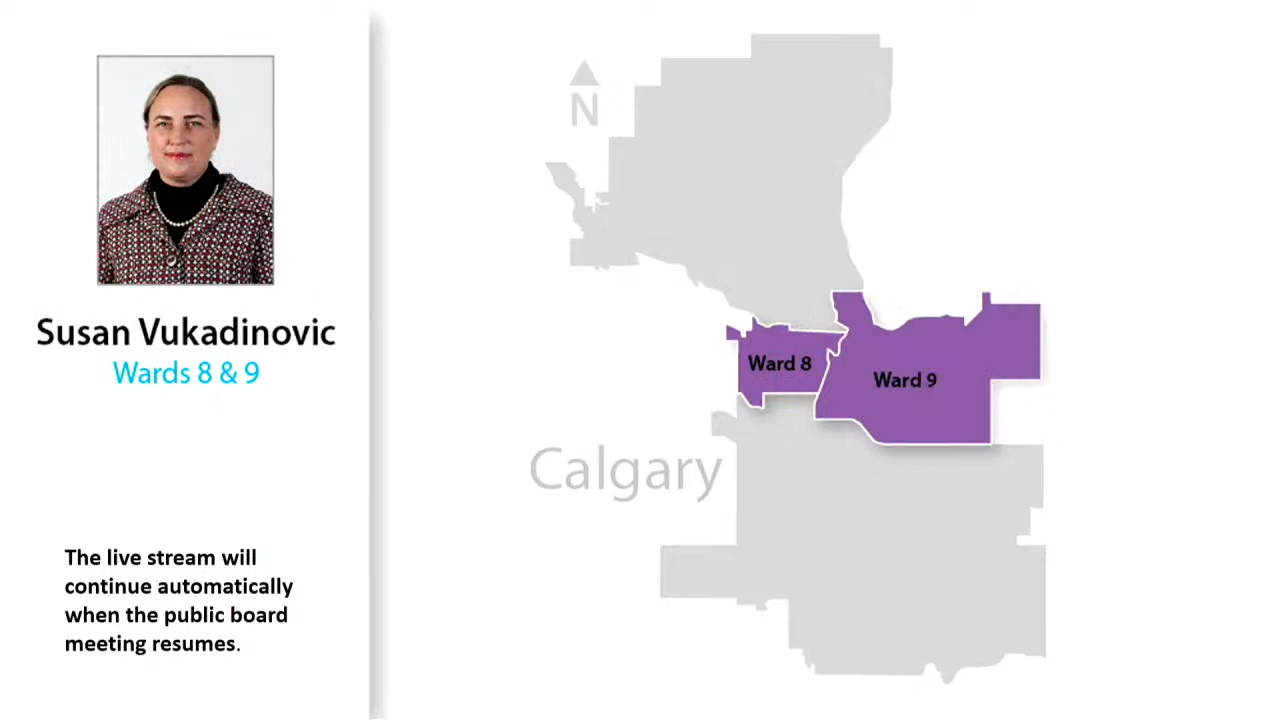 Susan Vukadinovic
Wards 8 & 9
The live stream will
continue automatically
when the public board
meeting resumes.
N
Ward 8
Ward 9
Calgary